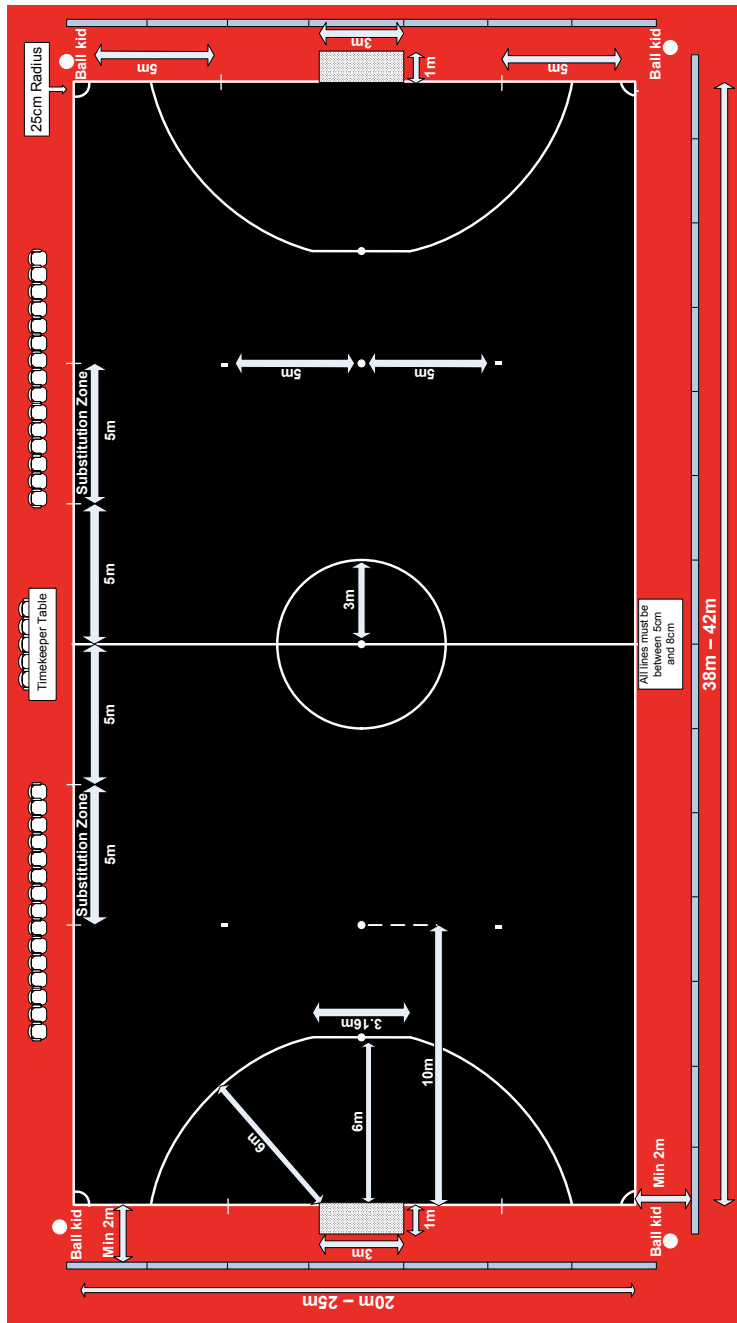 Ball kid
5m
3m
1m
5m
Ball kid
25cm Radius
Substitution Zone
5m
5m
5m
5m
3m
Timekeeper Table
All lines must be
between 5cm
and 8cm
38m – 42m
5m
Substitution Zone
5m
3.16m
10m
6m
6m
Min 2m
Ball kid
Min 2m
3m
1m
Ball kid
20m – 25m